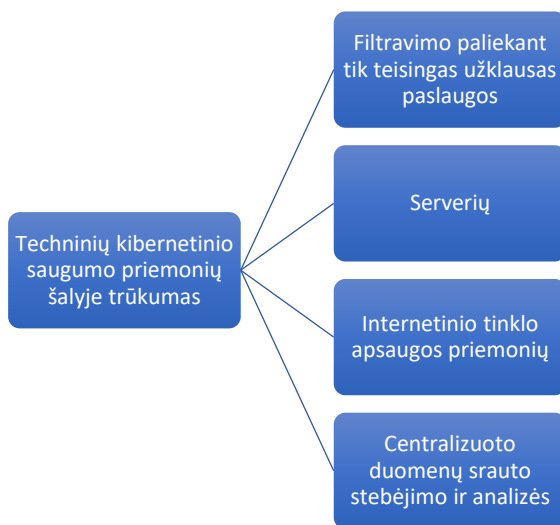 Techninių kibernetinio
saugumo priemonių
šalyje trūkumas
Filtravimo paliekant
tik teisingas užklausas
paslaugos
Serverių
Internetinio tinklo
apsaugos priemonių
Centralizuoto
duomenų srauto
stebėjimo ir analizės